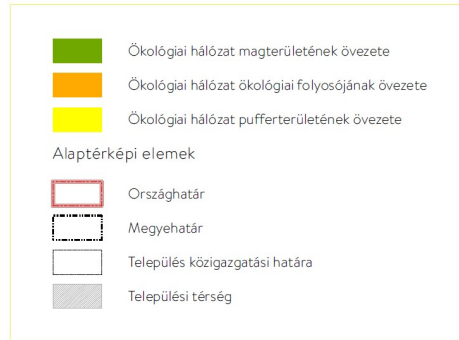 Ökológiai hálózat magterületének övezete
Ökológiai hálózat ökológiai folyosójának övezete
Ökológiai hálózat pufferterületének övezete
Alaptérképi elemek
Országhatár
Megyehatár
Település közigazgatási határa
Települési térség